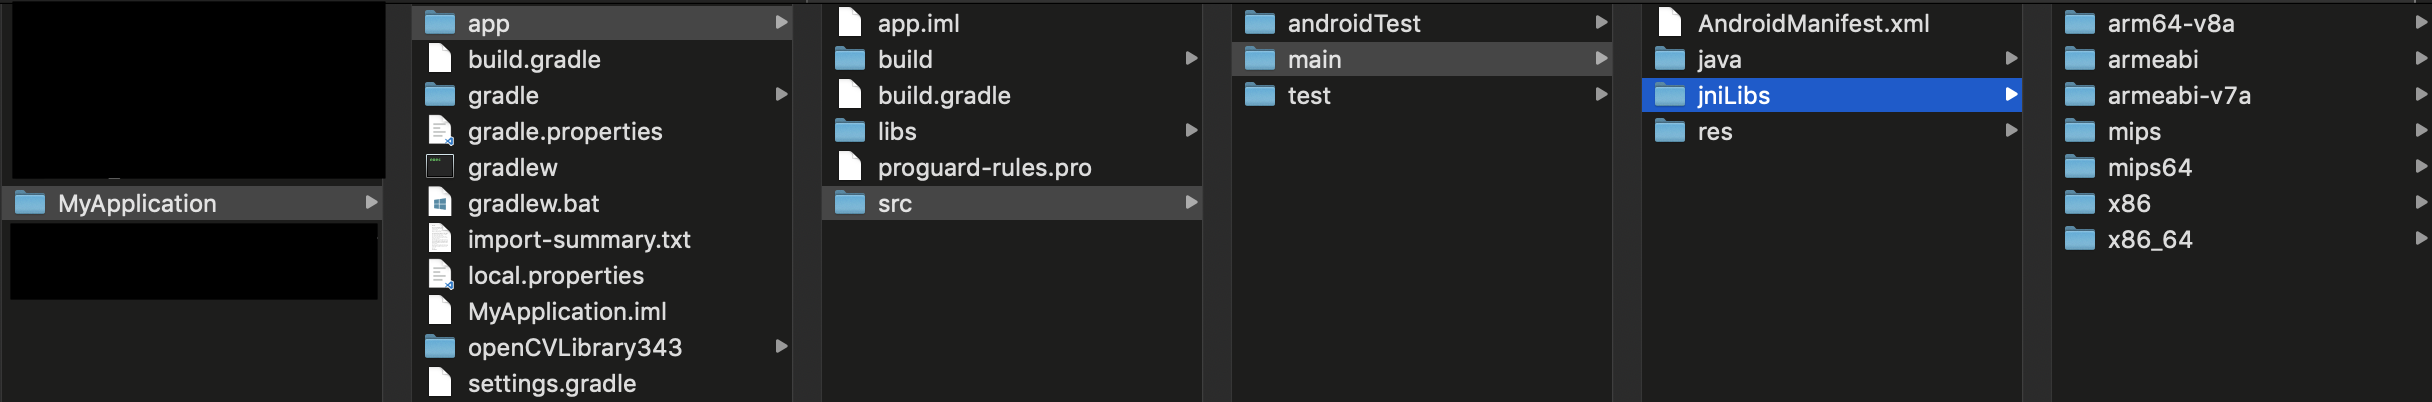 MyApplication
app
build.gradle
gradle
gradle.properties
gradlew
gradlew.bat
import-summary.txt
local.properties
MyApplication.iml
openCVLibrary343
settings.gradle
app.iml
build
build.gradle
libs
proguard-rules.pro
src
androidTest
main
test
AndroidManifest.xml
java
jniLibs
res
arm64-v8a
armeabi
armeabi-v7a
mips
mips64
x86
x86_64